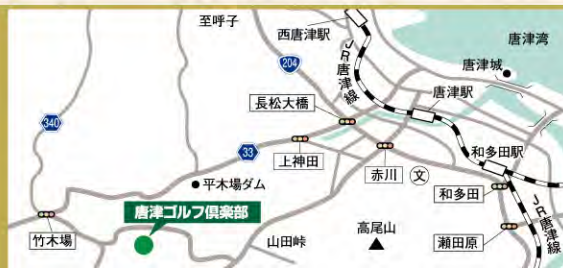 至呼子
西唐津駅
唐津湾
204
JR唐津線
唐津城
唐津駅
長松大橋
340
33
上神田
赤川
文
和多田駅
平木場ダム
和多田
唐津ゴルフ倶楽部
竹木場
山田峠
高尾山
瀬田原
JR唐津線